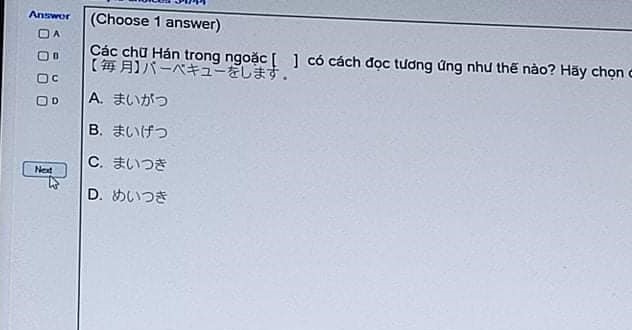 Answer
(Choose 1 answer)
A
B
C
D
Các chữ Hán trong ngoặc [ ] có cách đọc tương ứng như thế nào? Hãy chọn
【毎月】バーベキューをします。
A. まいがつ
B. まいげつ
C. まいつき
D. めいつき
Next